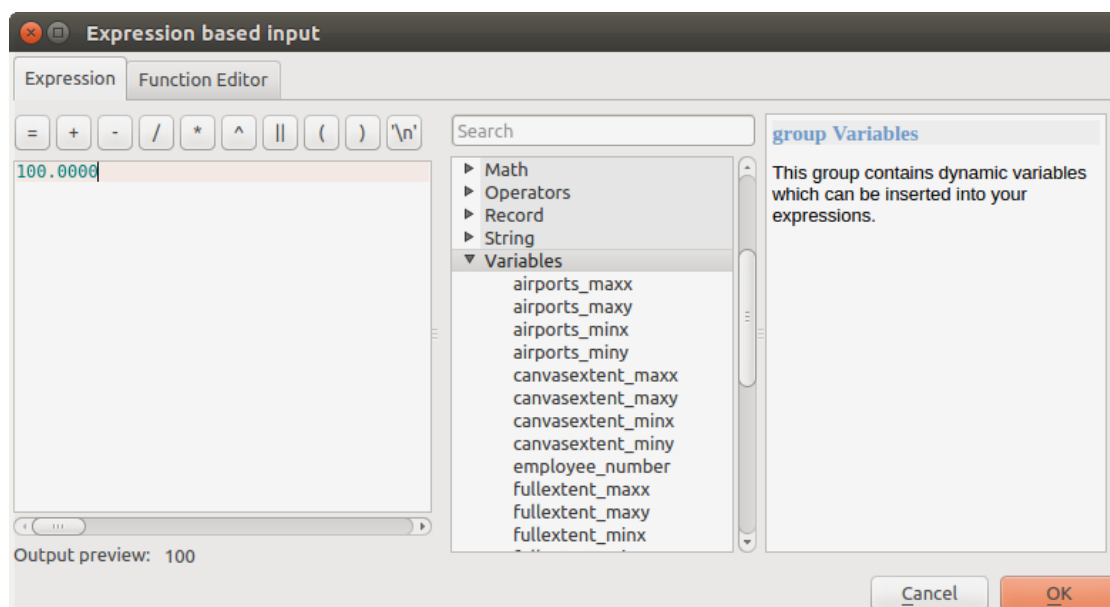 Expression based input
Expression Function Editor
= + - / * ^ || ( ) '\n'
100.0000
Output preview: 100
Search
Math
Operators
Record
String
Variables
airports_maxx
airports_maxy
airports_minx
airports_miny
canvasextent_maxx
canvasextent_maxy
canvasextent_minx
canvasextent_miny
employee_number
fullextent_maxx
fullextent_maxy
fullextent_minx
group Variables
This group contains dynamic variables
which can be inserted into your
expressions.
Cancel OK